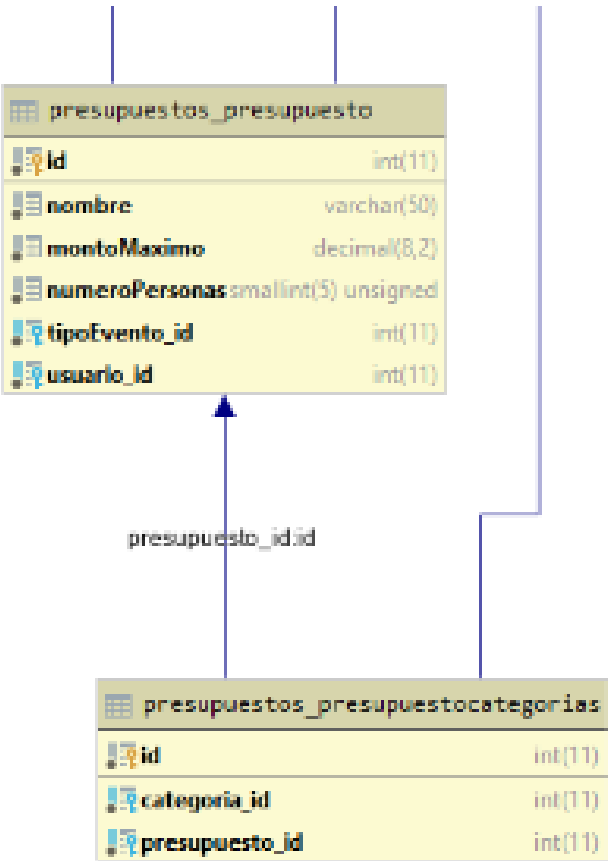 presupuestos_presupuesto
id int(11)
nombre varchar(50)
montoMaximo decimal(8,2)
numeroPersonas smallint(5) unsigned
tipoEvento_id int(11)
usuario_id int(11)
presupuesto_id:id
presupuestos_presupuestocategorias
id int(11)
categoria_id int(11)
presupuesto_id int(11)